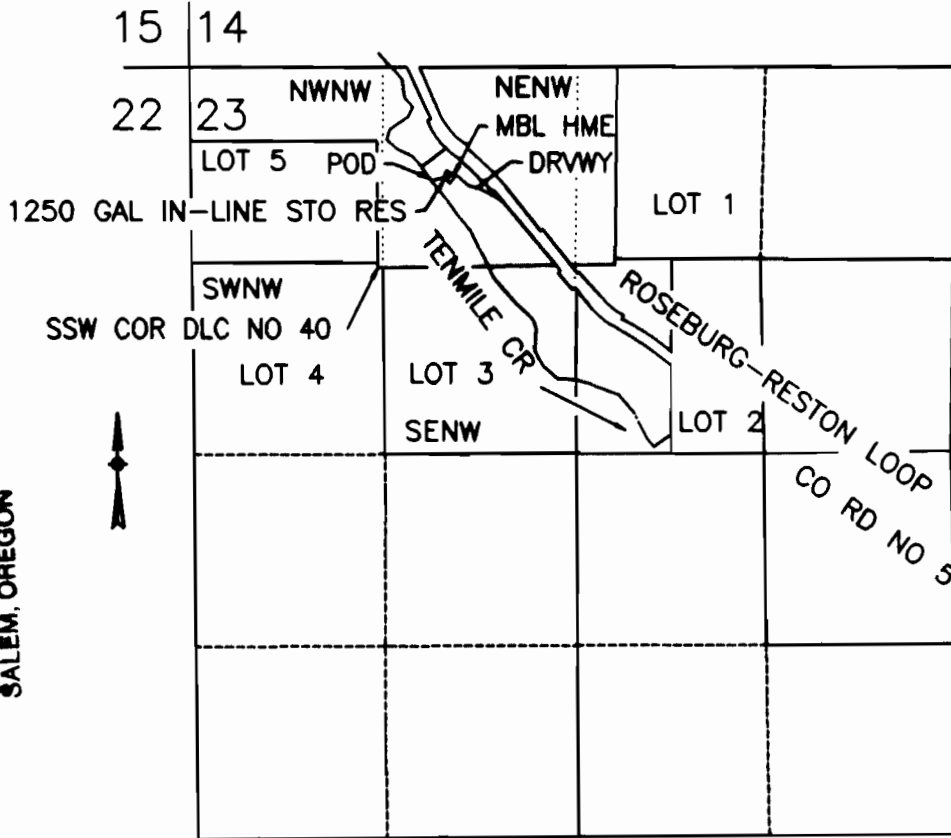 15 14
22 23
NWNW
NENW
MBL HME
LOT 5
POD
DRVWY
1250 GAL IN-LINE STO RES
LOT 1
TENMILE CR
SWNW
SSW COR DLC NO 40
ROSEBURG-RESTON LOOP
CO RD NO 5
LOT 4
LOT 3
LOT 2
SENW
SALEM, OREGON